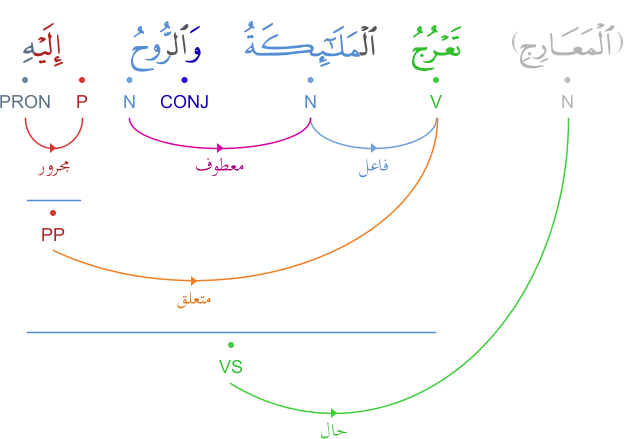 (ٱلْمَعَارِجِ) تَعْرُجُ ٱلْمَلَـٰٓئِكَةُ وَٱلرُّوحُ إِلَيْهِ
N V N CONJ N P PRON
فاعل معطوف مجرور
PP
متعلق
VS
حال